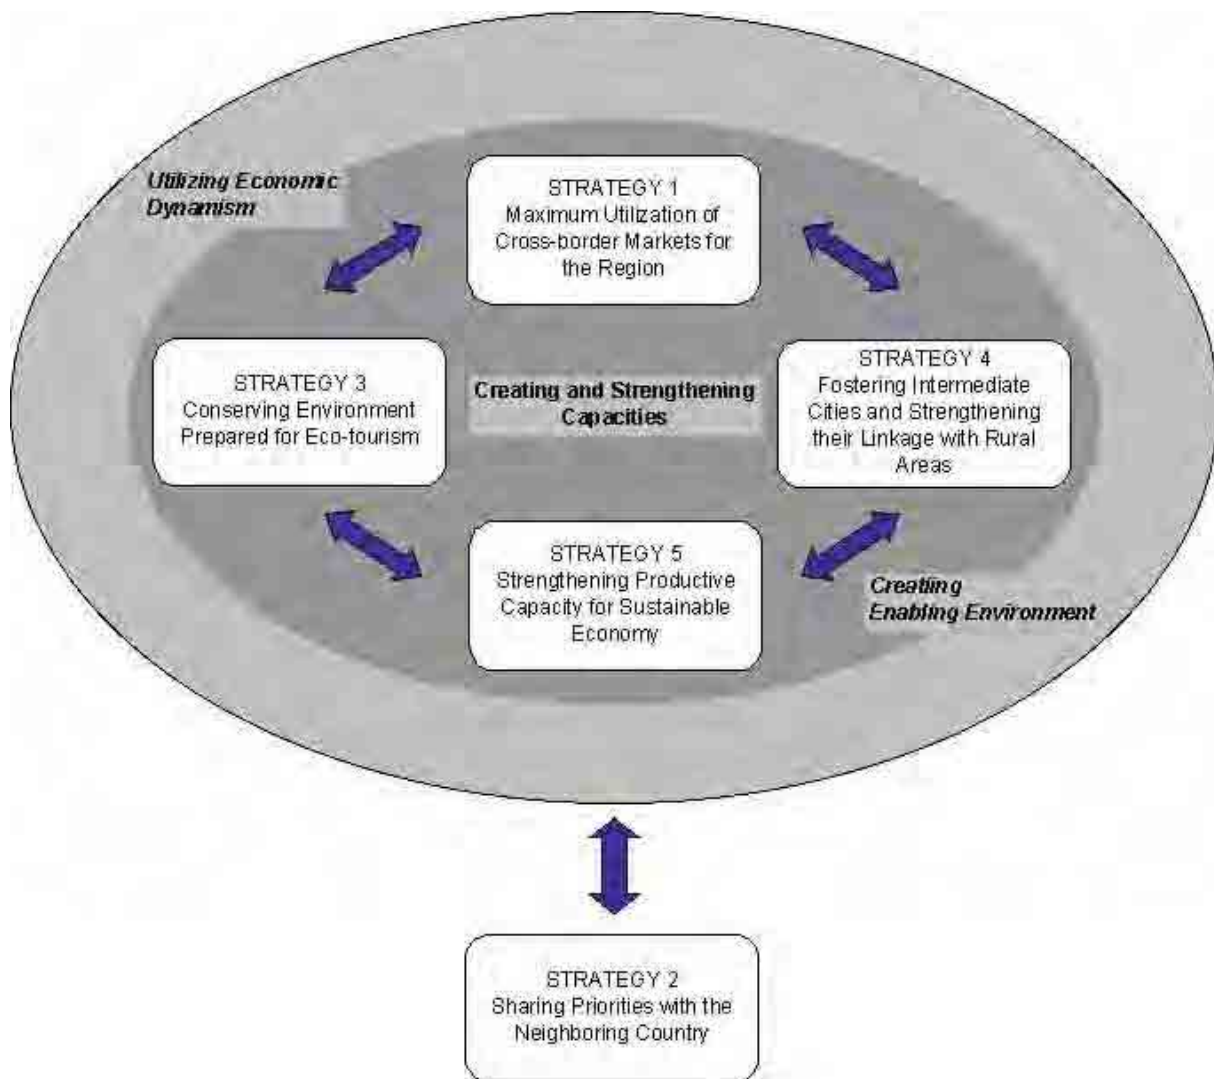 Utilizing Economic
Dynamism
STRATEGY 1
Maximum Utilization of
Cross-border Markets for
the Region
STRATEGY 3
Conserving Environment
Prepared for Eco-tourism
Creating and Strengthening
Capacities
STRATEGY 4
Fostering Intermediate
Cities and Strengthening
their Linkage with Rural
Areas
STRATEGY 5
Strengthening Productive
Capacity for Sustainable
Economy
Creatiing
Enabling Environment
STRATEGY 2
Sharing Priorities with the
Neighboring Country